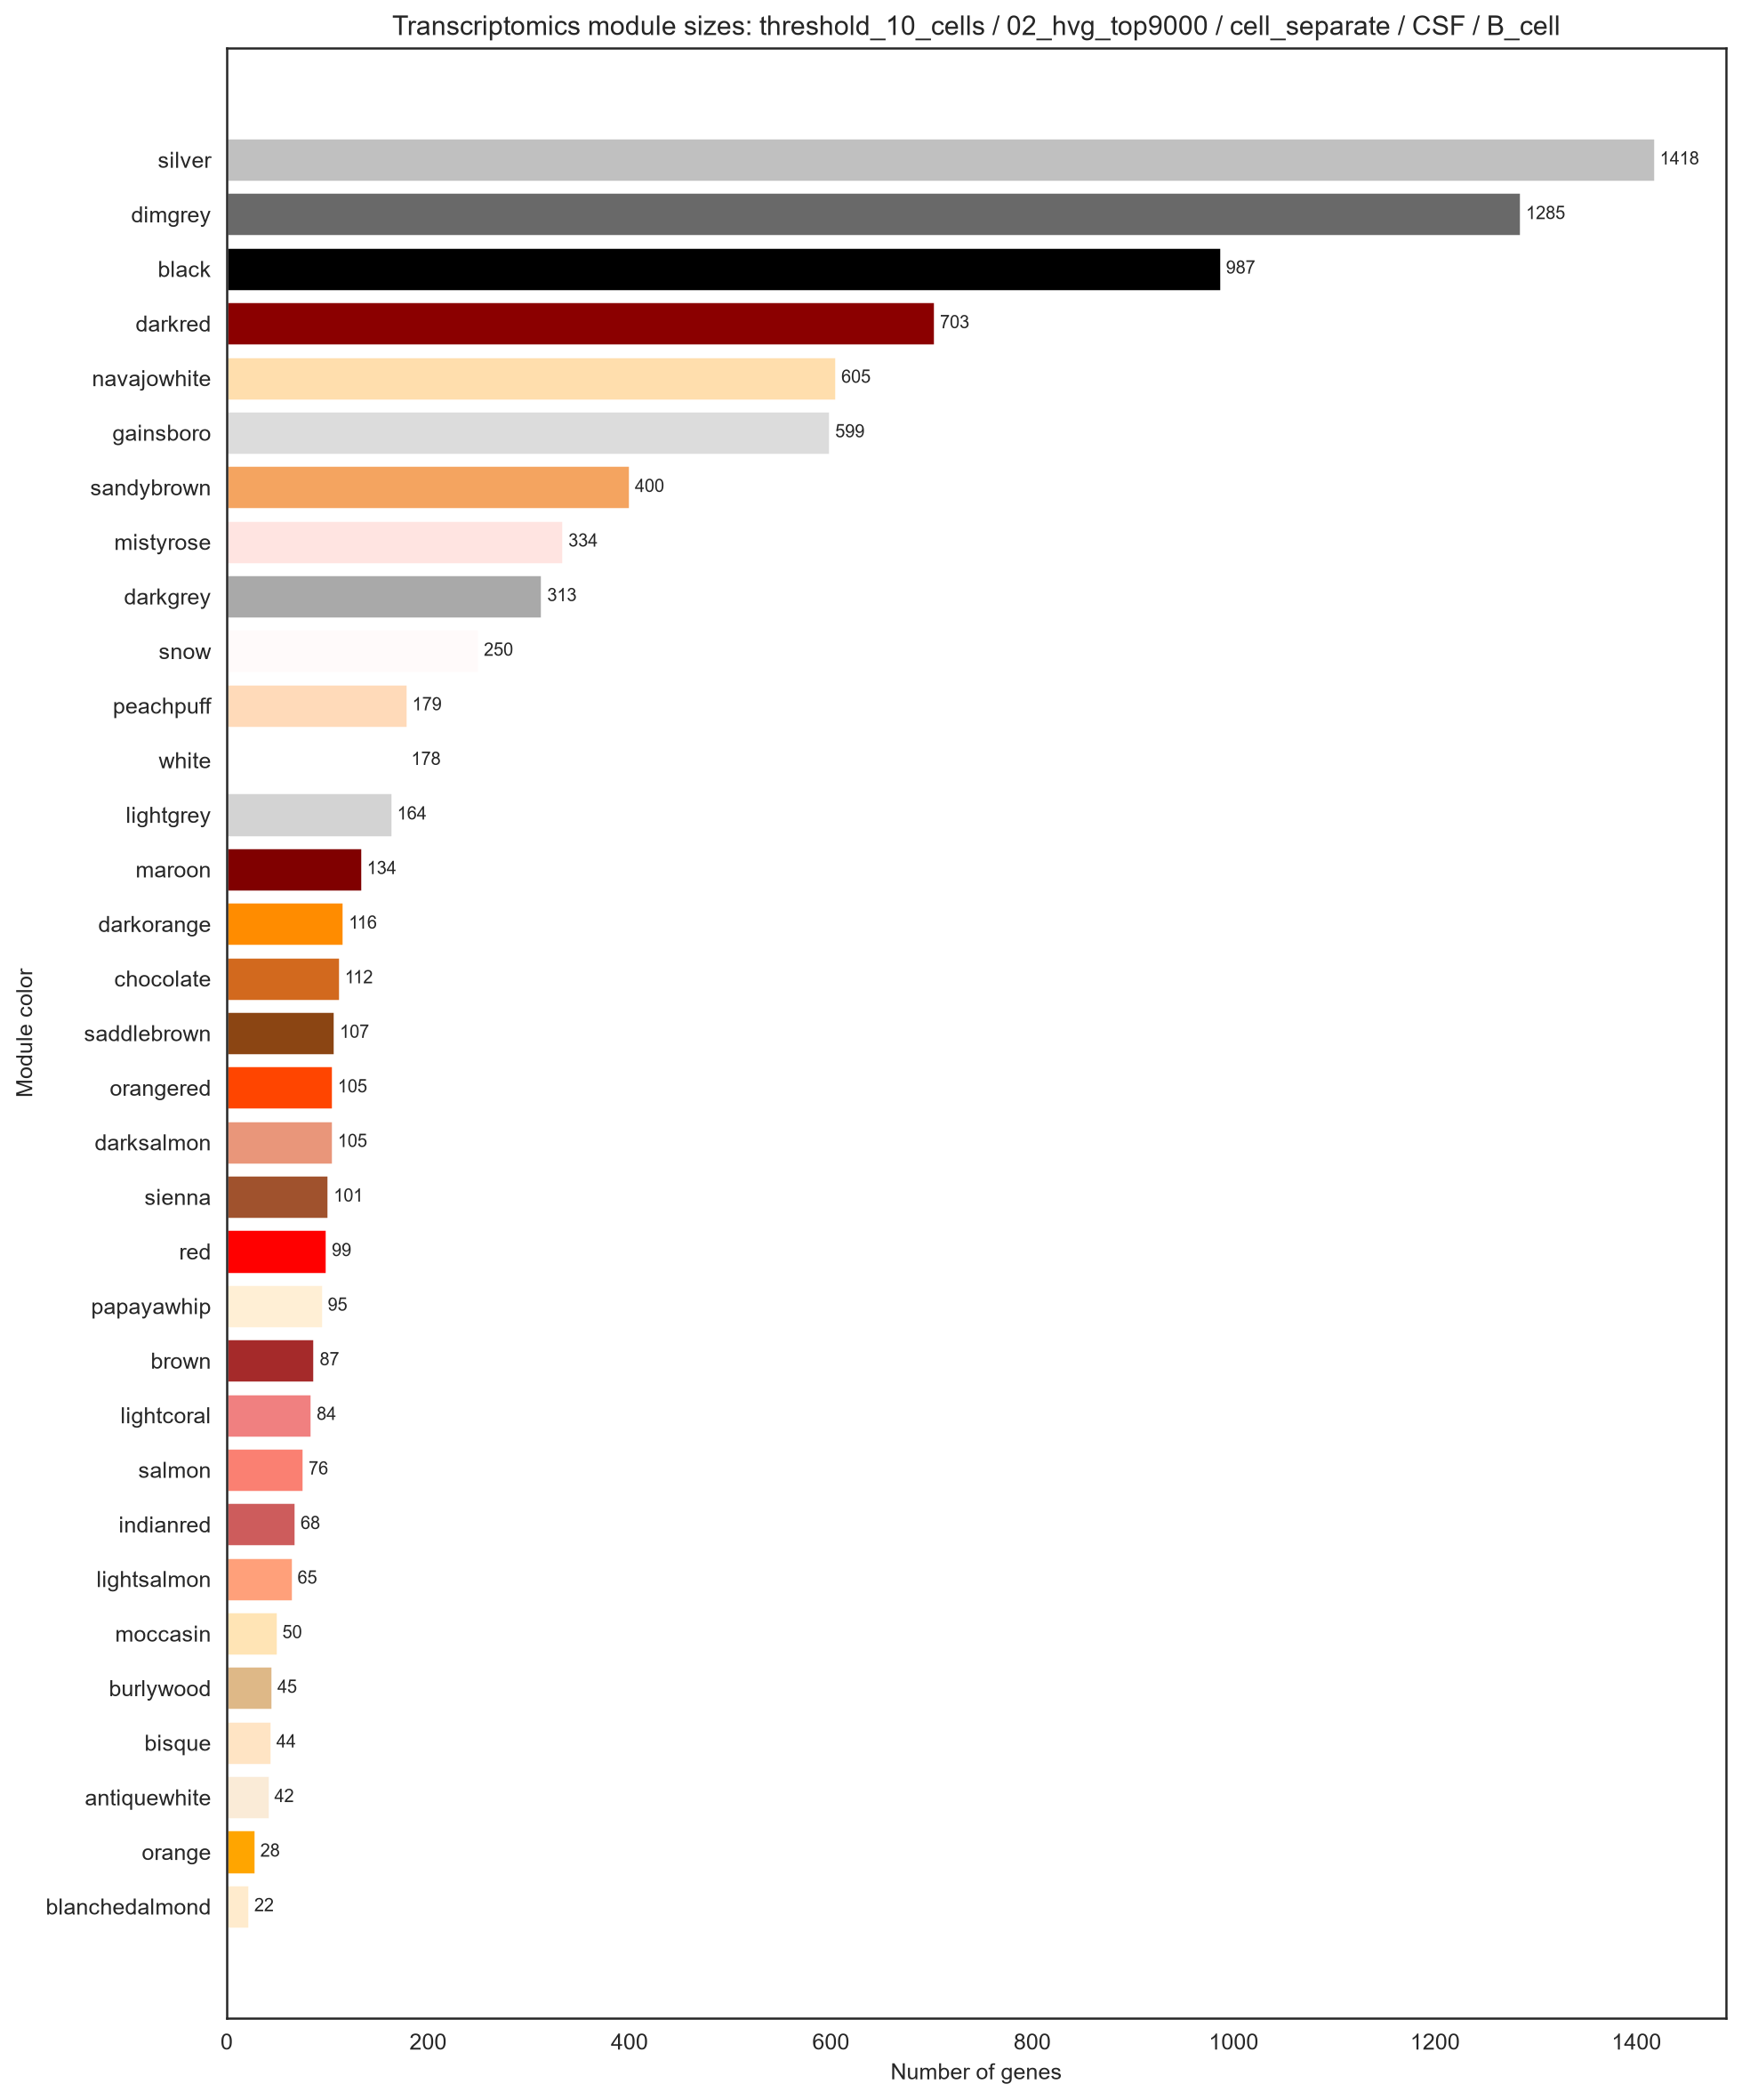 Transcriptomics module sizes: threshold_10_cells / 02_hvg_top9000 / cell_separate / CSF / B_cell
silver 1418
dimgrey 1285
black 987
darkred 703
navajowhite 605
gainsboro 599
sandybrown 400
mistyrose 334
darkgrey 313
snow 250
peachpuff 179
white 178
lightgrey 164
maroon 134
darkorange 116
chocolate 112
saddlebrown 107
orangered 105
darksalmon 105
sienna 101
red 99
papayawhip 95
brown 87
lightcoral 84
salmon 76
indianred 68
lightsalmon 65
moccasin 50
burlywood 45
bisque 44
antiquewhite 42
orange 28
blanchedalmond 22
Module color
0 200 400 600 800 1000 1200 1400
Number of genes